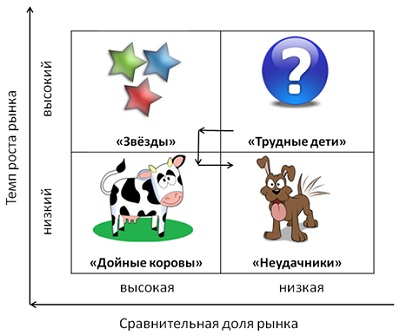 Темп роста рынка
высокий
низкий
«Звёзды»
«Трудные дети»
?
«Дойные коровы»
«Неудачники»
высокая
низкая
Сравнительная доля рынка